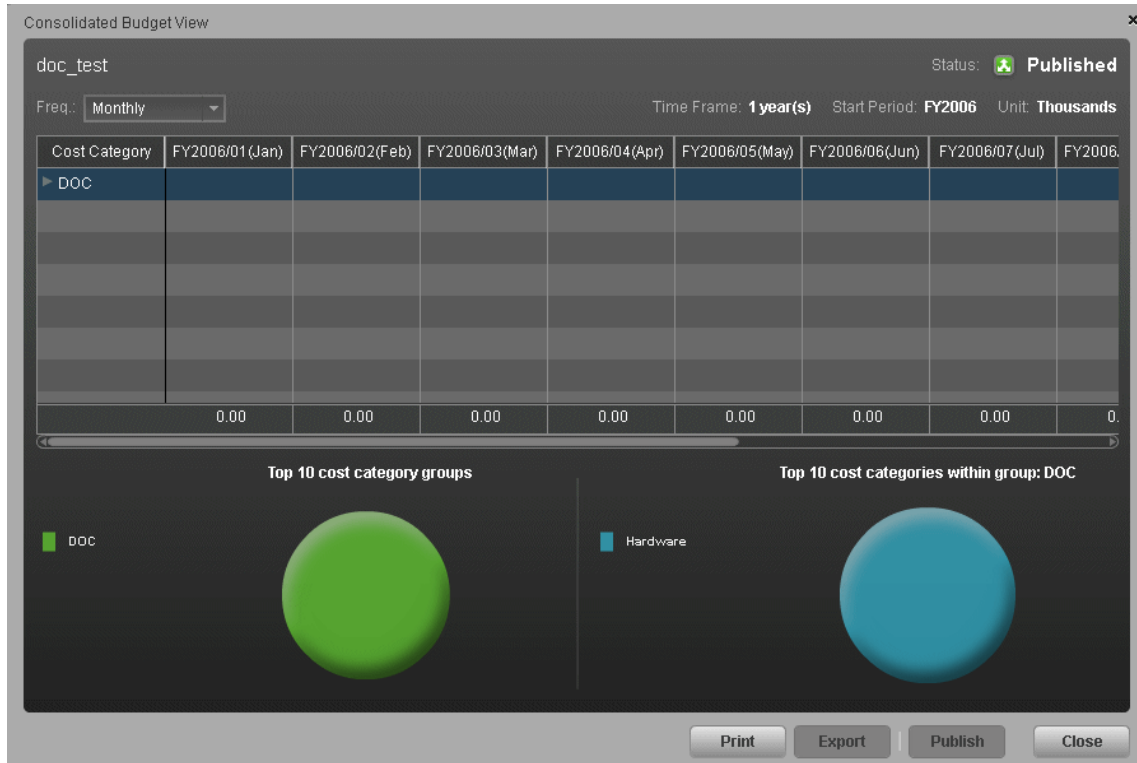 Consolidated Budget View
doc_test Status: Published
Freq.: Monthly Time Frame: 1 year(s) Start Period: FY2006 Unit: Thousands
Cost Category FY2006/01(Jan) FY2006/02(Feb) FY2006/03(Mar) FY2006/04(Apr) FY2006/05(May) FY2006/06(Jun) FY2006/07(Jul) FY2006
DOC
0.00 0.00 0.00 0.00 0.00 0.00 0.00 0.
Top 10 cost category groups Top 10 cost categories within group: DOC
DOC Hardware
Print Export Publish Close